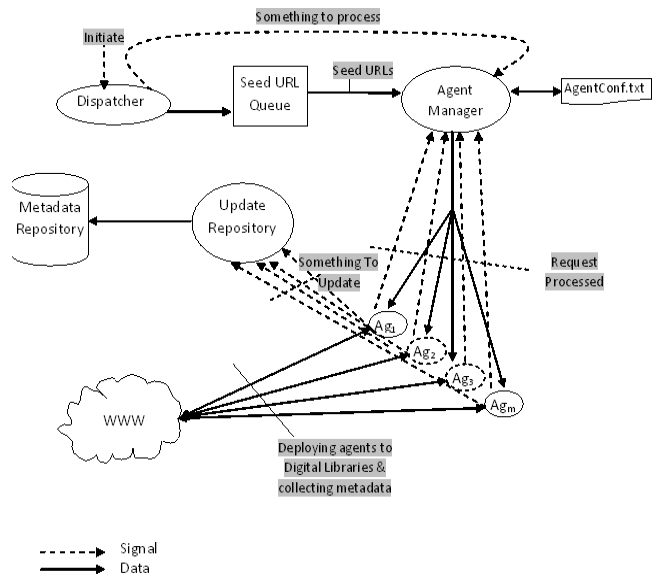 Something to process
Initiate
Dispatcher
Seed URL
Queue
Seed URLs
Agent
Manager
AgentConf.txt
Metadata
Repository
Update
Repository
Something To
Update
Request
Processed
Ag1
Ag2
Ag3
Agm
WWW
Deploying agents to
Digital Libraries &
collecting metadata
Signal
Data